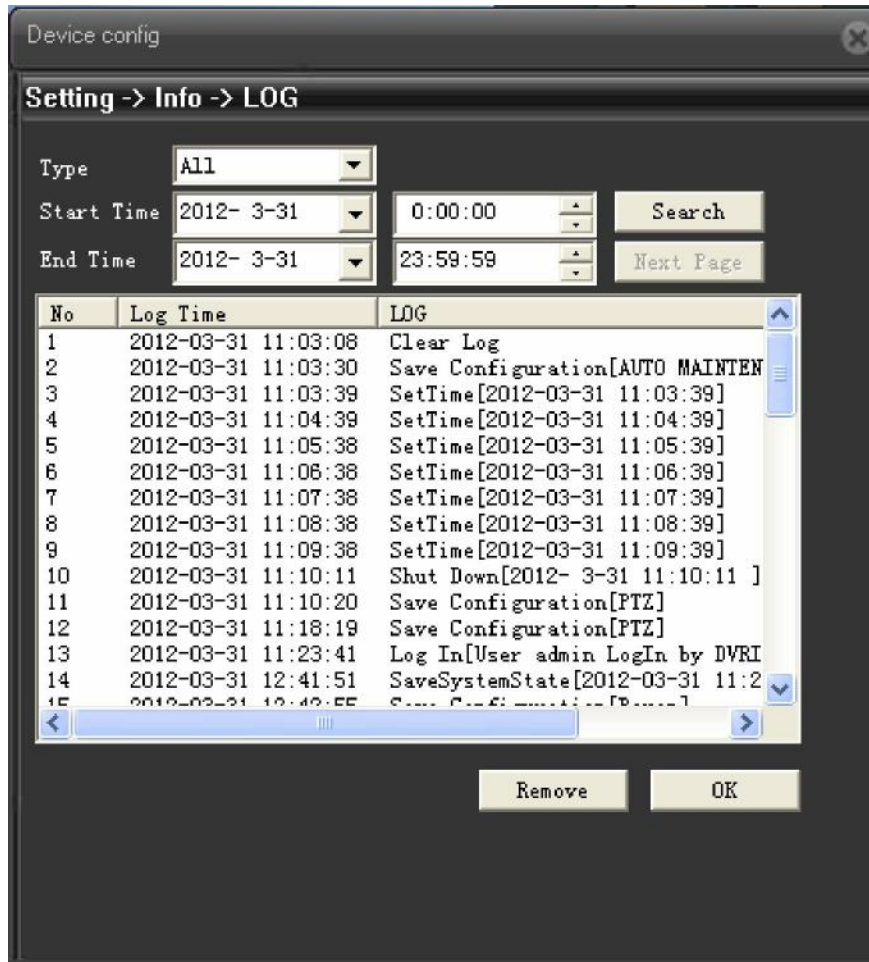 Device config
Setting -> Info -> LOG
Type All
Start Time 2012- 3-31 0:00:00 Search
End Time 2012- 3-31 23:59:59 Next Page
No Log Time LOG
1 2012-03-31 11:03:08 Clear Log
2 2012-03-31 11:03:30 Save Configuration[AUTO MAINTEN
3 2012-03-31 11:03:39 SetTime[2012-03-31 11:03:39]
4 2012-03-31 11:04:39 SetTime[2012-03-31 11:04:39]
5 2012-03-31 11:05:38 SetTime[2012-03-31 11:05:39]
6 2012-03-31 11:06:38 SetTime[2012-03-31 11:06:39]
7 2012-03-31 11:07:38 SetTime[2012-03-31 11:07:39]
8 2012-03-31 11:08:38 SetTime[2012-03-31 11:08:39]
9 2012-03-31 11:09:38 SetTime[2012-03-31 11:09:39]
10 2012-03-31 11:10:11 Shut Down[2012- 3-31 11:10:11 ]
11 2012-03-31 11:10:20 Save Configuration[PTZ]
12 2012-03-31 11:18:19 Save Configuration[PTZ]
13 2012-03-31 11:23:41 Log In[User admin LogIn by DVRI
14 2012-03-31 12:41:51 SaveSystemState[2012-03-31 11:2
15 2012-03-31 Save Configuration
Remove OK